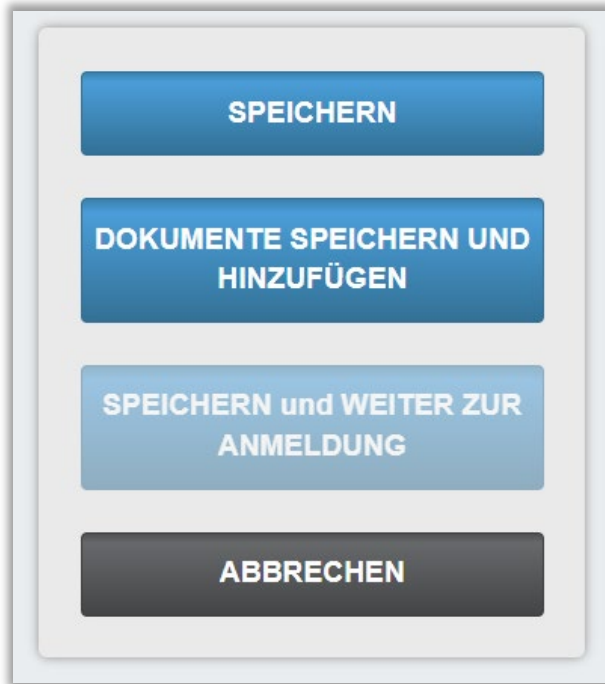 SPEICHERN
DOKUMENTE SPEICHERN UND
HINZUFÜGEN
SPEICHERN und WEITER ZUR
ANMELDUNG
ABBRECHEN